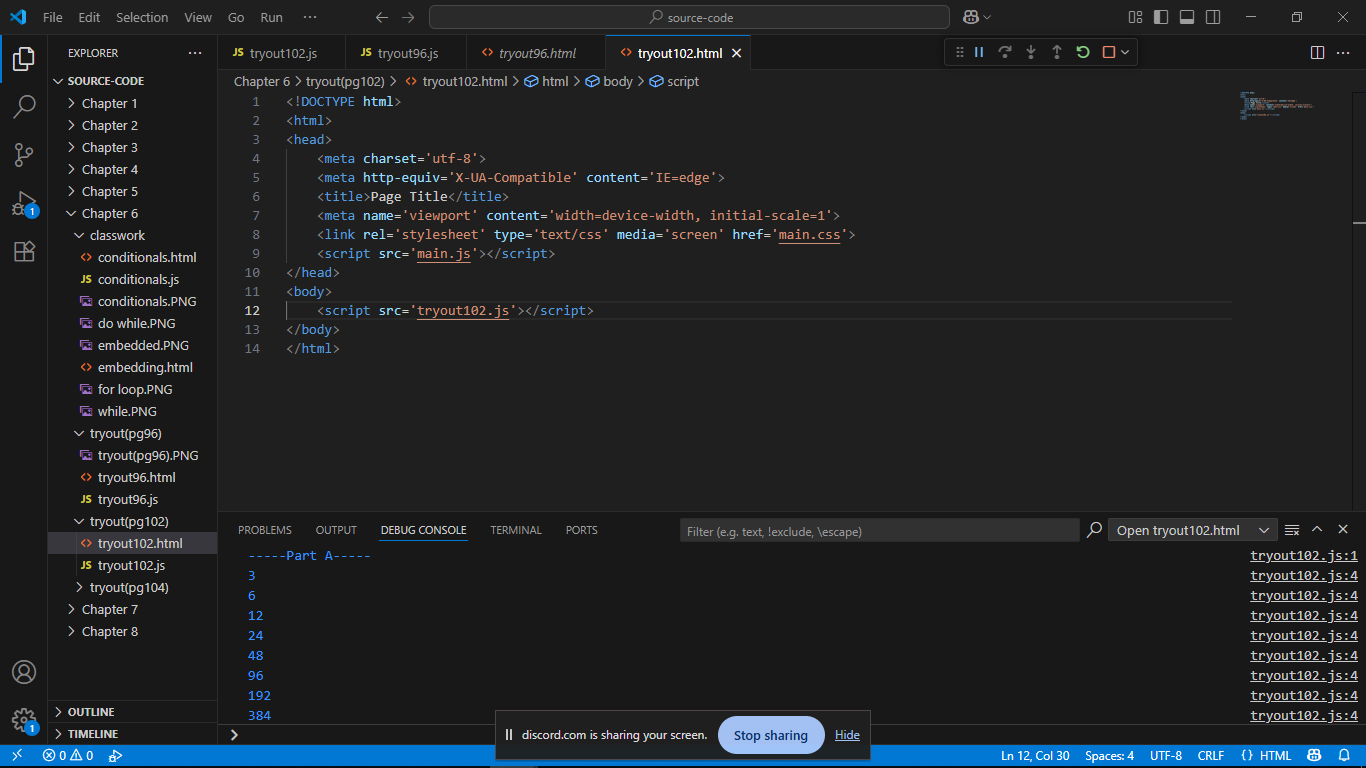 File Edit Selection View Go Run ··· source-code
EXPLORER ···
SOURCE-CODE
Chapter 1
Chapter 2
Chapter 3
Chapter 4
Chapter 5
Chapter 6
classwork
conditionals.html
JS conditionals.js
conditionals.PNG
do while.PNG
embedded.PNG
embedding.html
for loop.PNG
while.PNG
tryout(pg96)
tryout(pg96).PNG
tryout96.html
JS tryout96.js
tryout(pg102)
tryout102.html
JS tryout102.js
tryout(pg104)
Chapter 7
Chapter 8
OUTLINE
TIMELINE
1
1
JS tryout102.js JS tryout96.js tryout96.html tryout102.html
Chapter 6 > tryout(pg102) > tryout102.html > html > body > script
1 <!DOCTYPE html>
2 <html>
3 <head>
4 <meta charset='utf-8'>
5 <meta http-equiv='X-UA-Compatible' content='IE=edge'>
6 <title>Page Title</title>
7 <meta name='viewport' content='width=device-width, initial-scale=1'>
8 <link rel='stylesheet' type='text/css' media='screen' href='main.css'>
9 <script src='main.js'></script>
10 </head>
11 <body>
12 <script src='tryout102.js'></script>
13 </body>
14 </html>
PROBLEMS OUTPUT DEBUG CONSOLE TERMINAL PORTS Filter (e.g. text, !exclude, \escape) Open tryout102.html
-----Part A----- tryout102.js:1
3 tryout102.js:4
6 tryout102.js:4
12 tryout102.js:4
24 tryout102.js:4
48 tryout102.js:4
96 tryout102.js:4
192 tryout102.js:4
384 tryout102.js:4
discord.com is sharing your screen. Stop sharing Hide
0 0 Ln 12, Col 30 Spaces: 4 UTF-8 CRLF {} HTML